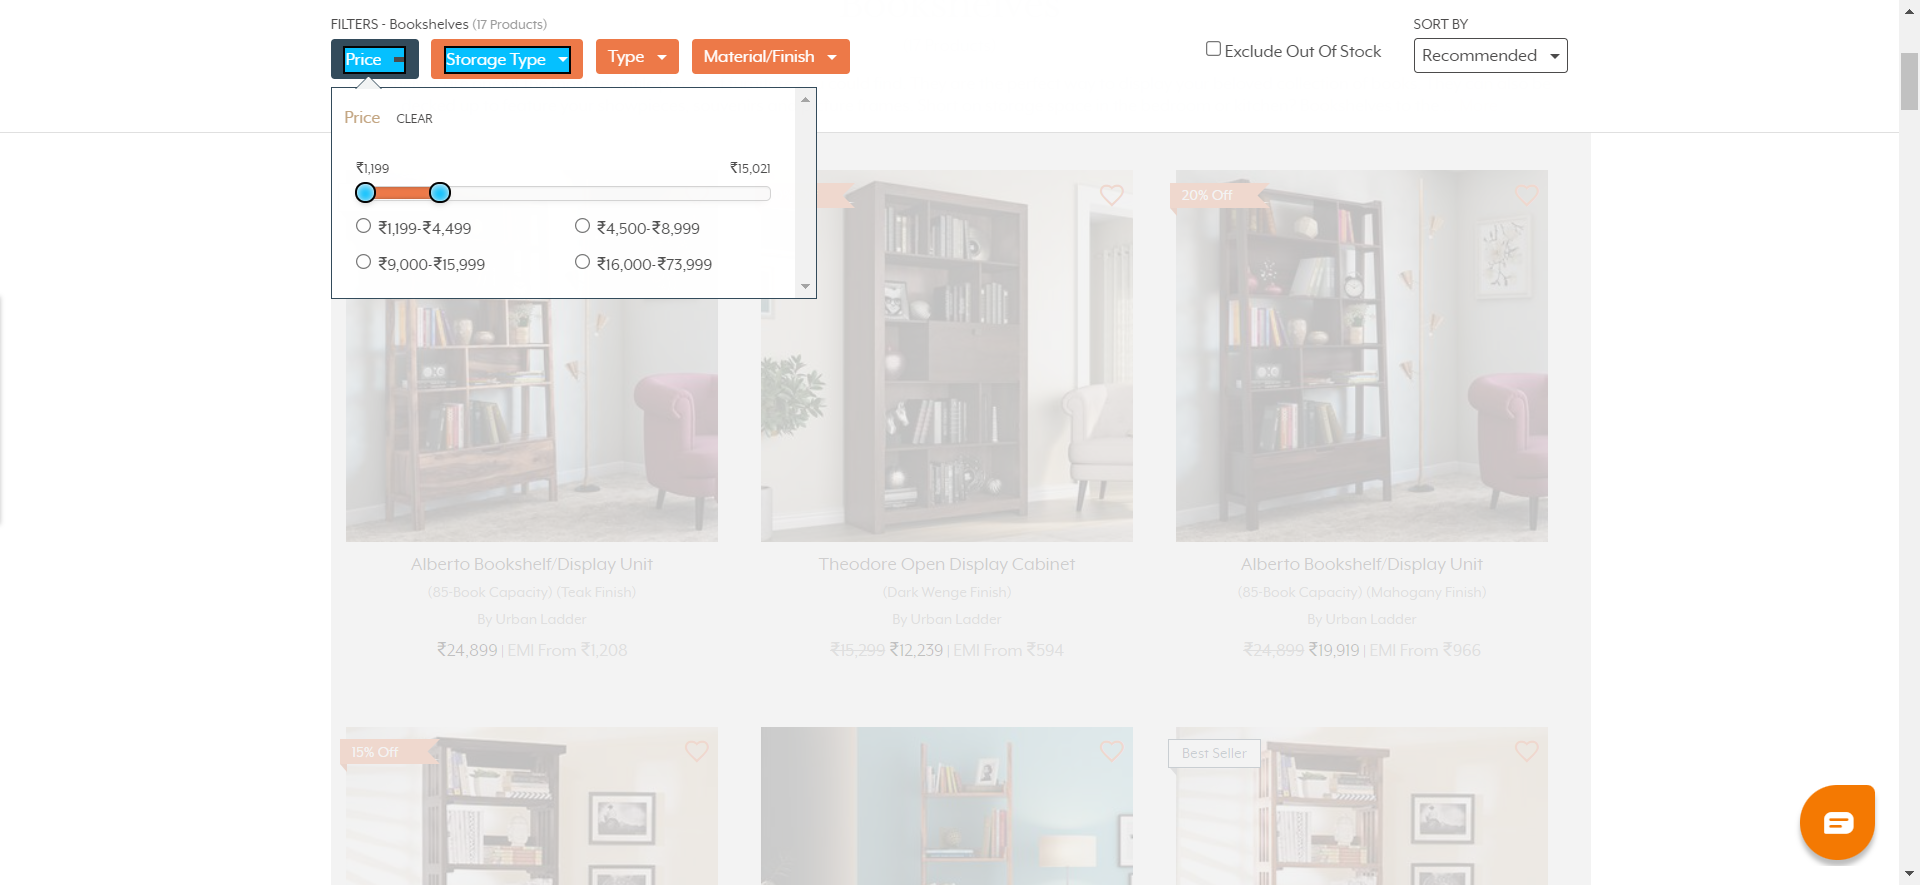 FILTERS - Bookshelves (17 Products)
SORT BY
Price
Storage Type
Type
Material/Finish
Exclude Out Of Stock
Recommended
Price CLEAR
₹1,199 ₹15,021
₹1,199-₹4,499 ₹4,500-₹8,999
₹9,000-₹15,999 ₹16,000-₹73,999
20% Off
Alberto Bookshelf/Display Unit
(85-Book Capacity) (Teak Finish)
By Urban Ladder
₹24,899 | EMI From ₹1,208
Theodore Open Display Cabinet
(Dark Wenge Finish)
By Urban Ladder
₹15,299 ₹12,239 | EMI From ₹594
Alberto Bookshelf/Display Unit
(85-Book Capacity) (Mahogany Finish)
By Urban Ladder
₹24,899 ₹19,919 | EMI From ₹966
15% Off
Best Seller